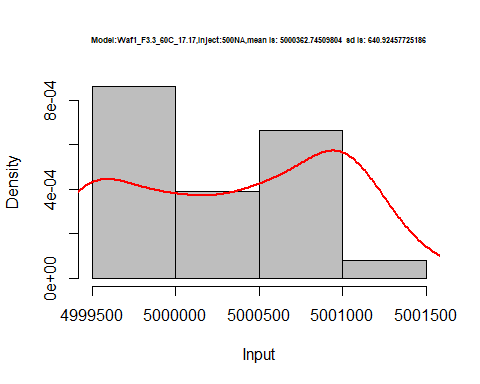 Model:Waf1_F3.3_60C_17.17,Inject:500NA,mean is: 5000362.74509804 sd is: 640.92457725186
Density
8e-04
4e-04
0e+00
4999500 5000000 5000500 5001000 5001500
Input